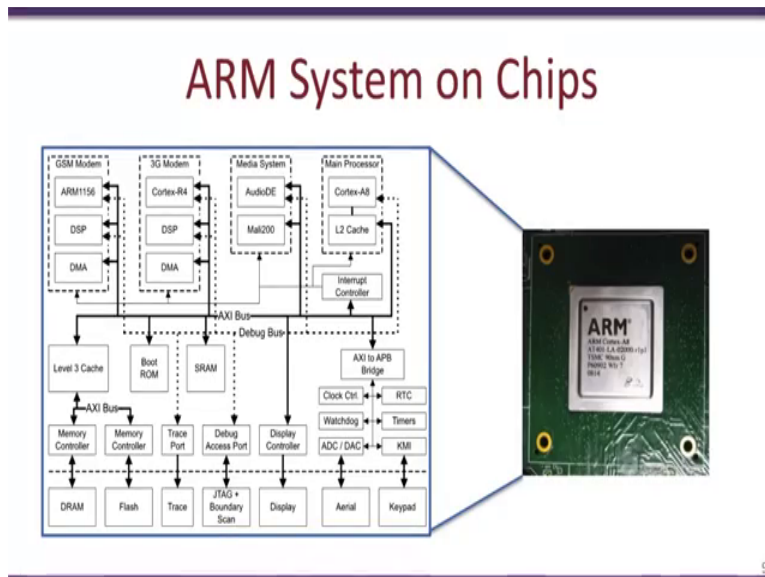 ARM System on Chips
GSM Modem
ARM1156
DSP
DMA
3G Modem
Cortex-R4
DSP
DMA
Media System
AudioDE
Mali200
Main Processor
Cortex-A8
L2 Cache
Interrupt
Controller
AXI Bus
Debug Bus
Level 3 Cache
Boot
ROM
SRAM
AXI to APB
Bridge
AXI Bus
Clock Ctrl.
RTC
Watchdog
Timers
ADC / DAC
KMI
Memory
Controller
Memory
Controller
Trace
Port
Debug
Access Port
Display
Controller
DRAM
Flash
Trace
JTAG +
Boundary
Scan
Display
Aerial
Keypad
ARM
ARM Cortex-A8
TSMC 90nm G
0814